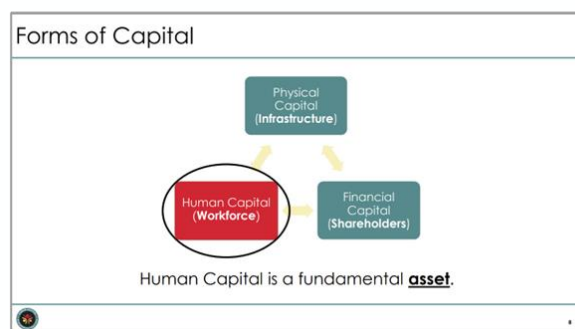 Forms of Capital
Physical
Capital
(Infrastructure)
Human Capital
(Workforce)
Financial
Capital
(Shareholders)
Human Capital is a fundamental asset.